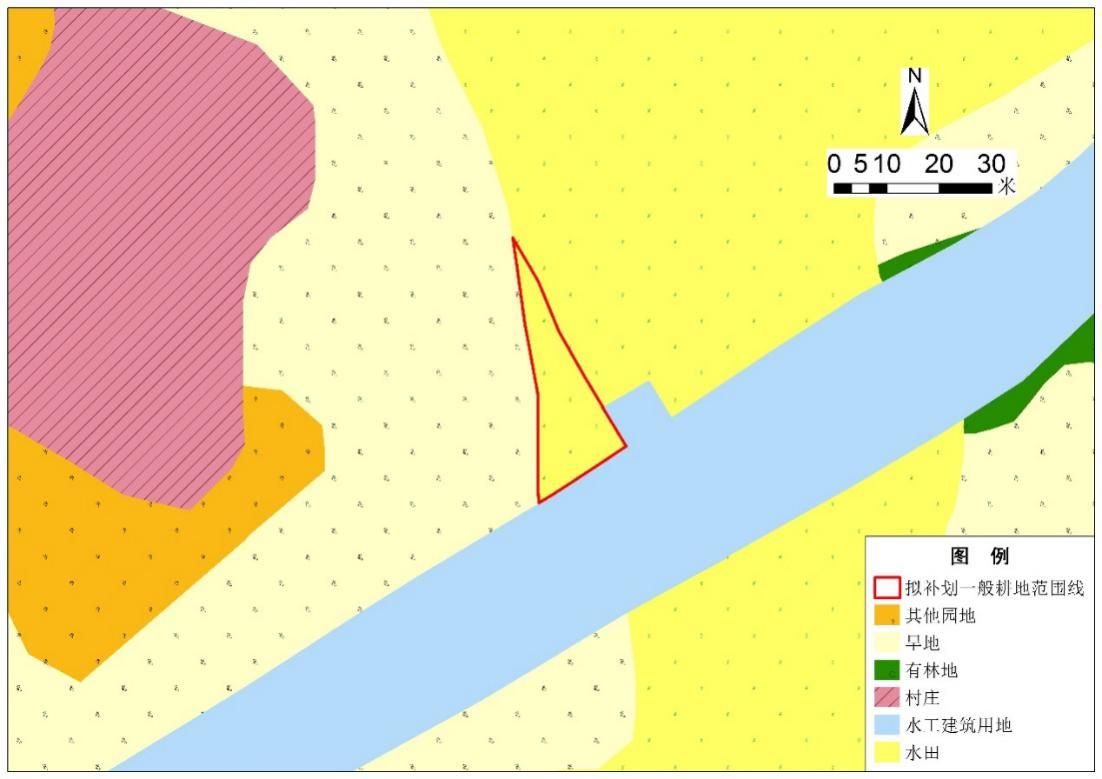 N
0 5 10 20 30
米
图 例
拟补划一般耕地范围线
其他园地
旱地
有林地
村庄
水工建筑用地
水田